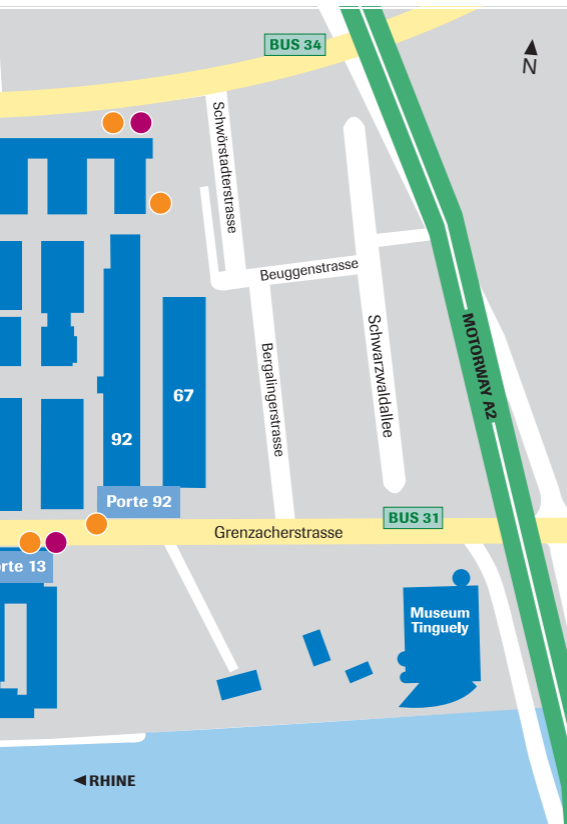 BUS 34
N
Schwörstadterstrasse
Beuggenstrasse
Bergalingerstrasse
Schwarzwaldallee
MOTORWAY A2
67
92
Porte 92
BUS 31
Grenzacherstrasse
rte 13
Museum
Tinguely
RHINE